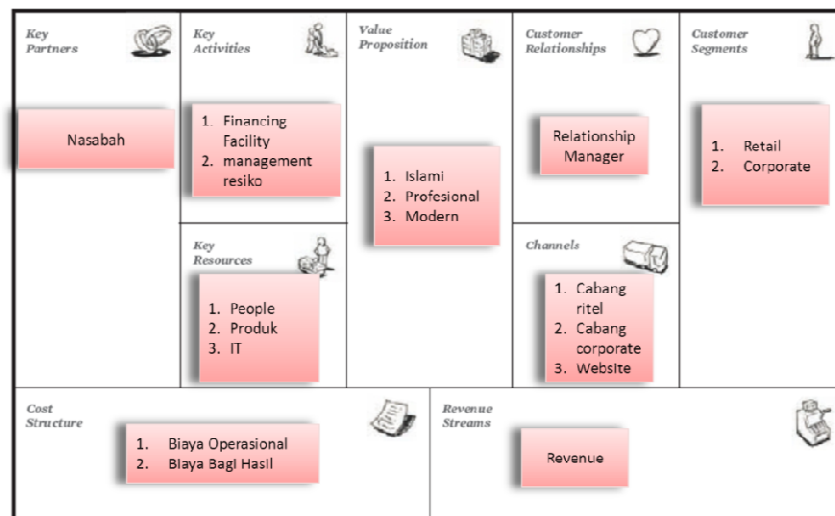 Key
Partners
Nasabah
Key
Activities
1. Financing
Facility
2. management
resiko
Key
Resources
1. People
2. Produk
3. IT
Value
Proposition
1. Islami
2. Profesional
3. Modern
Customer
Relationships
Relationship
Manager
Channels
1. Cabang
ritel
2. Cabang
corporate
3. Website
Customer
Segments
1. Retail
2. Corporate
Cost
Structure
1. Biaya Operasional
2. Biaya Bagi Hasil
Revenue
Streams
Revenue